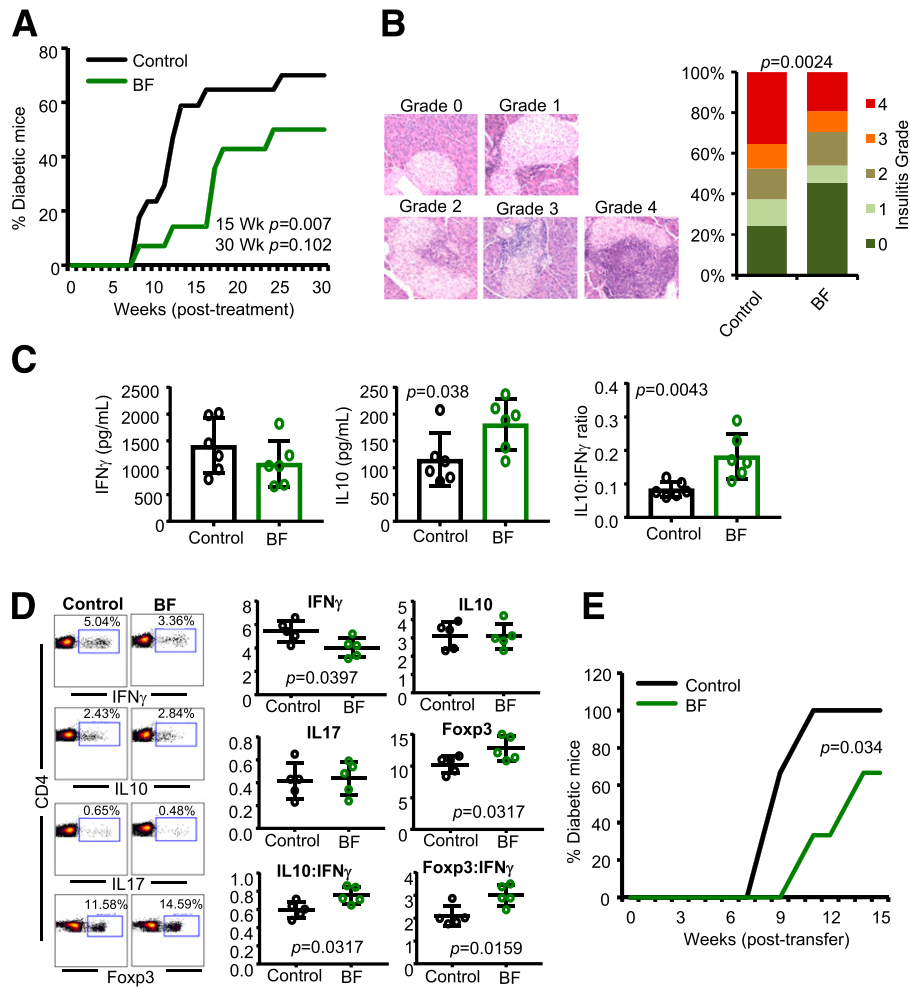 A
80
60
40
20
0
% Diabetic mice
Control
BF
15 Wk p=0.007
30 Wk p=0.102
0 5 10 15 20 25 30
Weeks (post-treatment)
B
Grade 0 Grade 1
Grade 2 Grade 3 Grade 4
p=0.0024
100%
80%
60%
40%
20%
0%
Control BF
4
3
2
1
0
Insulitis Grade
C
IFNγ (pg/mL)
2500
2000
1500
1000
500
0
Control BF
IL10 (pg/mL)
250
200
150
100
50
0
p=0.038
Control BF
IL10:IFNγ ratio
0.4
0.3
0.2
0.1
0.0
p=0.0043
Control BF
D
Control BF
5.04% 3.36%
IFNγ
2.43% 2.84%
IL10
0.65% 0.48%
IL17
11.58% 14.59%
Foxp3
CD4
IFNγ
8
6
4
2
0
p=0.0397
Control BF
IL10
5
4
3
2
1
0
Control BF
IL17
0.8
0.6
0.4
0.2
0.0
Control BF
Foxp3
15
10
5
0
p=0.0317
Control BF
IL10:IFNγ
1.0
0.8
0.6
0.4
0.2
0.0
p=0.0317
Control BF
Foxp3:IFNγ
4
3
2
1
0
p=0.0159
Control BF
E
120
100
80
60
40
20
0
% Diabetic mice
Control
BF
p=0.034
0 3 6 9 12 15
Weeks (post-transfer)